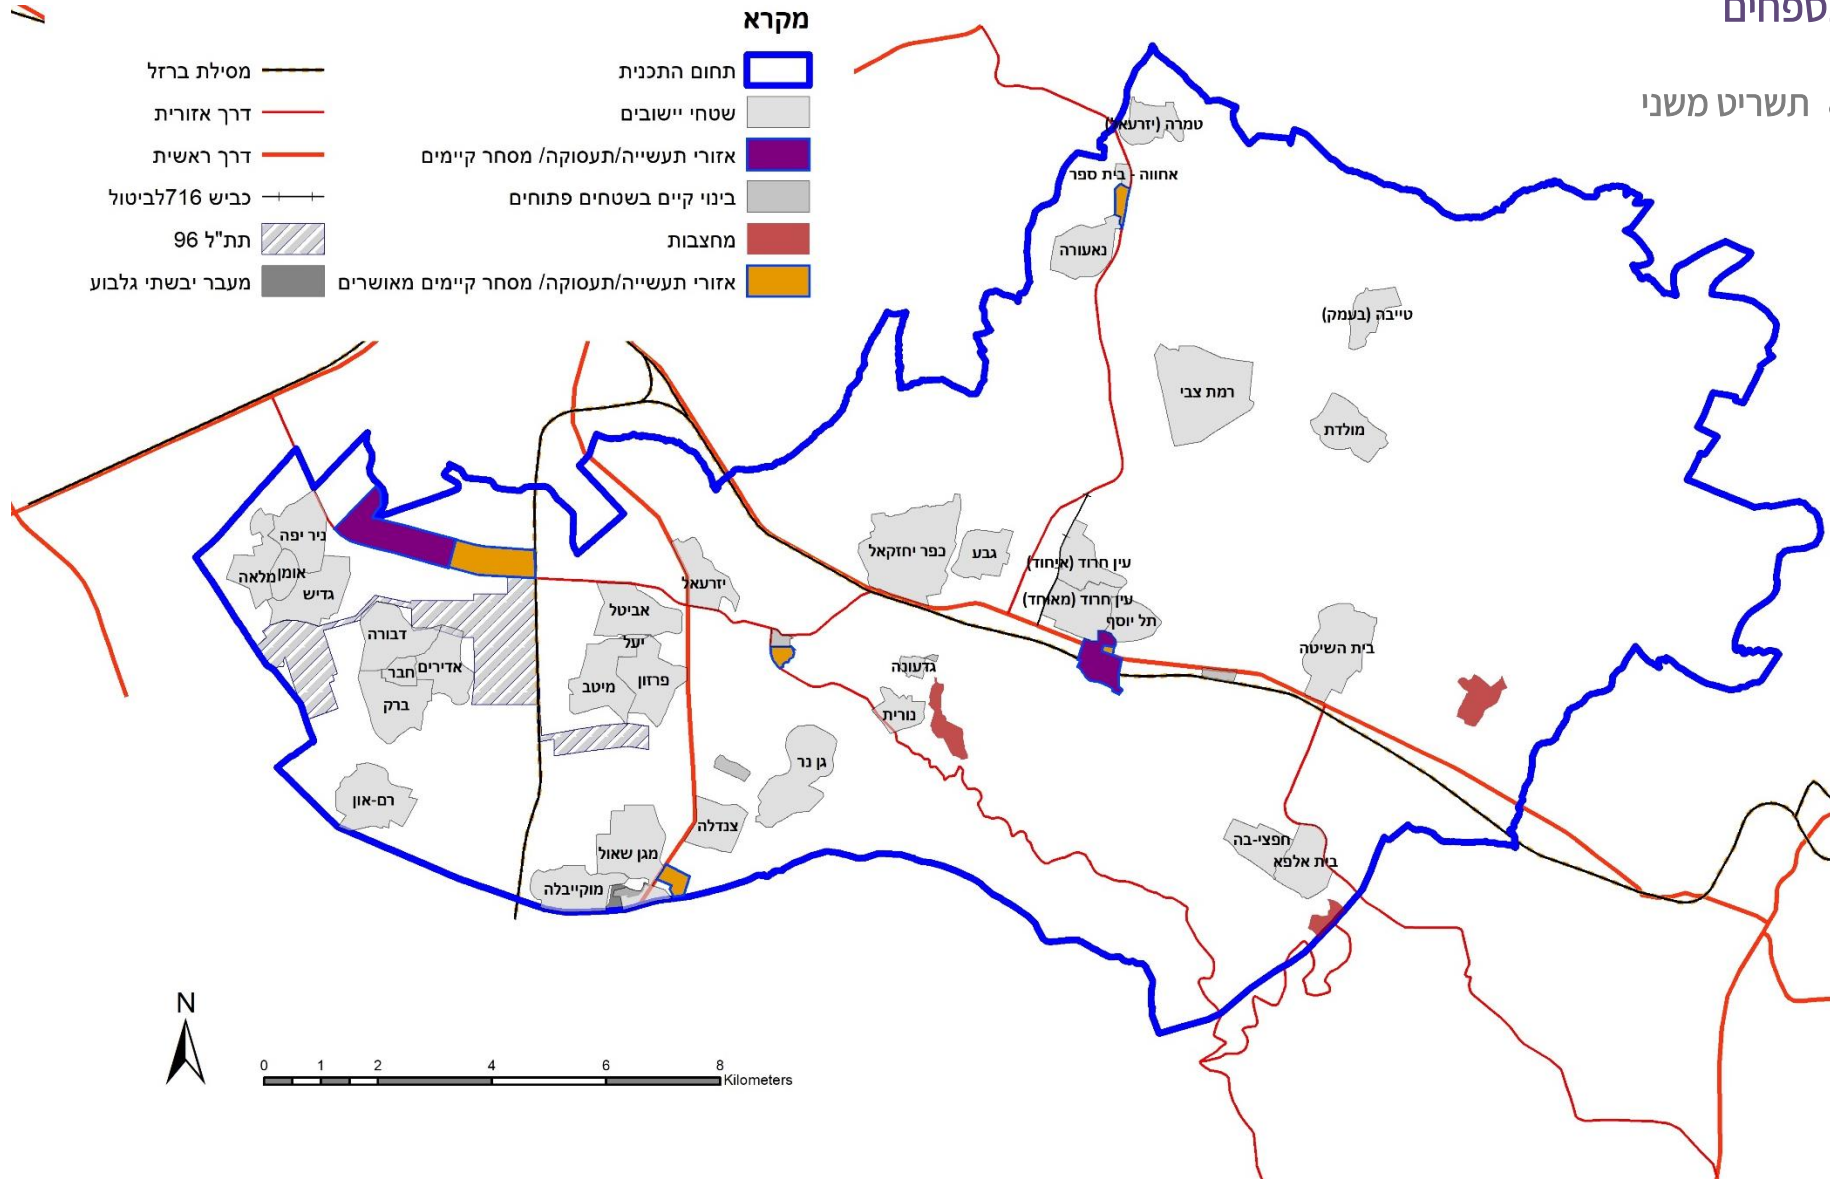 נספחים
תשריט משני
מקרא
תחום התכנית
שטחי יישובים
אזורי תעשייה/תעסוקה/ מסחר קיימים
בינוי קיים בשטחים פתוחים
מחצבות
אזורי תעשייה/תעסוקה/ מסחר קיימים מאושרים
מסילת ברזל
דרך אזורית
דרך ראשית
כביש 716לביטול
תת"ל 96
מעבר יבשתי גלבוע
תמרה (יזרעאל)
אחווה - בית ספר
נאעורה
טייבה (בעמק)
רמת צבי
מולדת
כפר יחזקאל
גבע
עין חרוד (איחוד)
עין חרוד (מאוחד)
תל יוסף
בית השיטה
ניר יפה
אומן
מלאה
גדיש
דבורה
אדירים
חבר
ברק
יזרעאל
אביטל
יעל
פרזון
מיטב
גדעונה
נורית
גן נר
רם-און
צנדלה
מגן שאול
מוקייבלה
חפצי-בה
בית אלפא
N
0 1 2 4 6 8
Kilometers